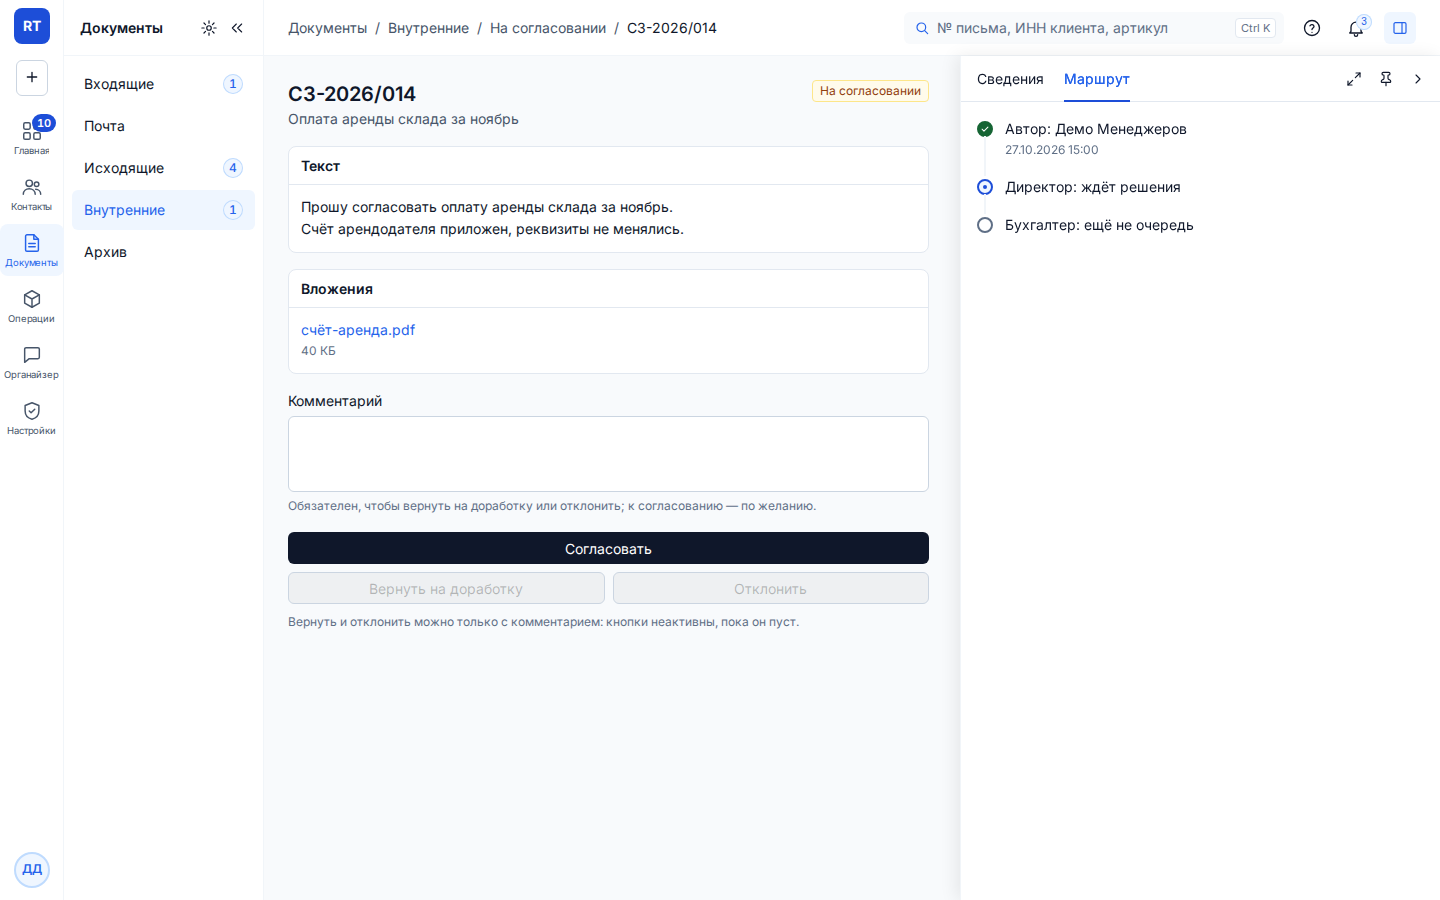 RT
Документы
Документы / Внутренние / На согласовании / СЗ-2026/014
№ письма, ИНН клиента, артикул
Ctrl K
3
10
Главная
Контакты
Документы
Операции
Органайзер
Настройки
ДД
Входящие 1
Почта
Исходящие 4
Внутренние 1
Архив
СЗ-2026/014
На согласовании
Оплата аренды склада за ноябрь
Текст
Прошу согласовать оплату аренды склада за ноябрь.
Счёт арендодателя приложен, реквизиты не менялись.
Вложения
счёт-аренда.pdf
40 КБ
Комментарий
Обязателен, чтобы вернуть на доработку или отклонить; к согласованию — по желанию.
Согласовать
Вернуть на доработку
Отклонить
Вернуть и отклонить можно только с комментарием: кнопки неактивны, пока он пуст.
Сведения
Маршрут
Автор: Демо Менеджеров
27.10.2026 15:00
Директор: ждёт решения
Бухгалтер: ещё не очередь